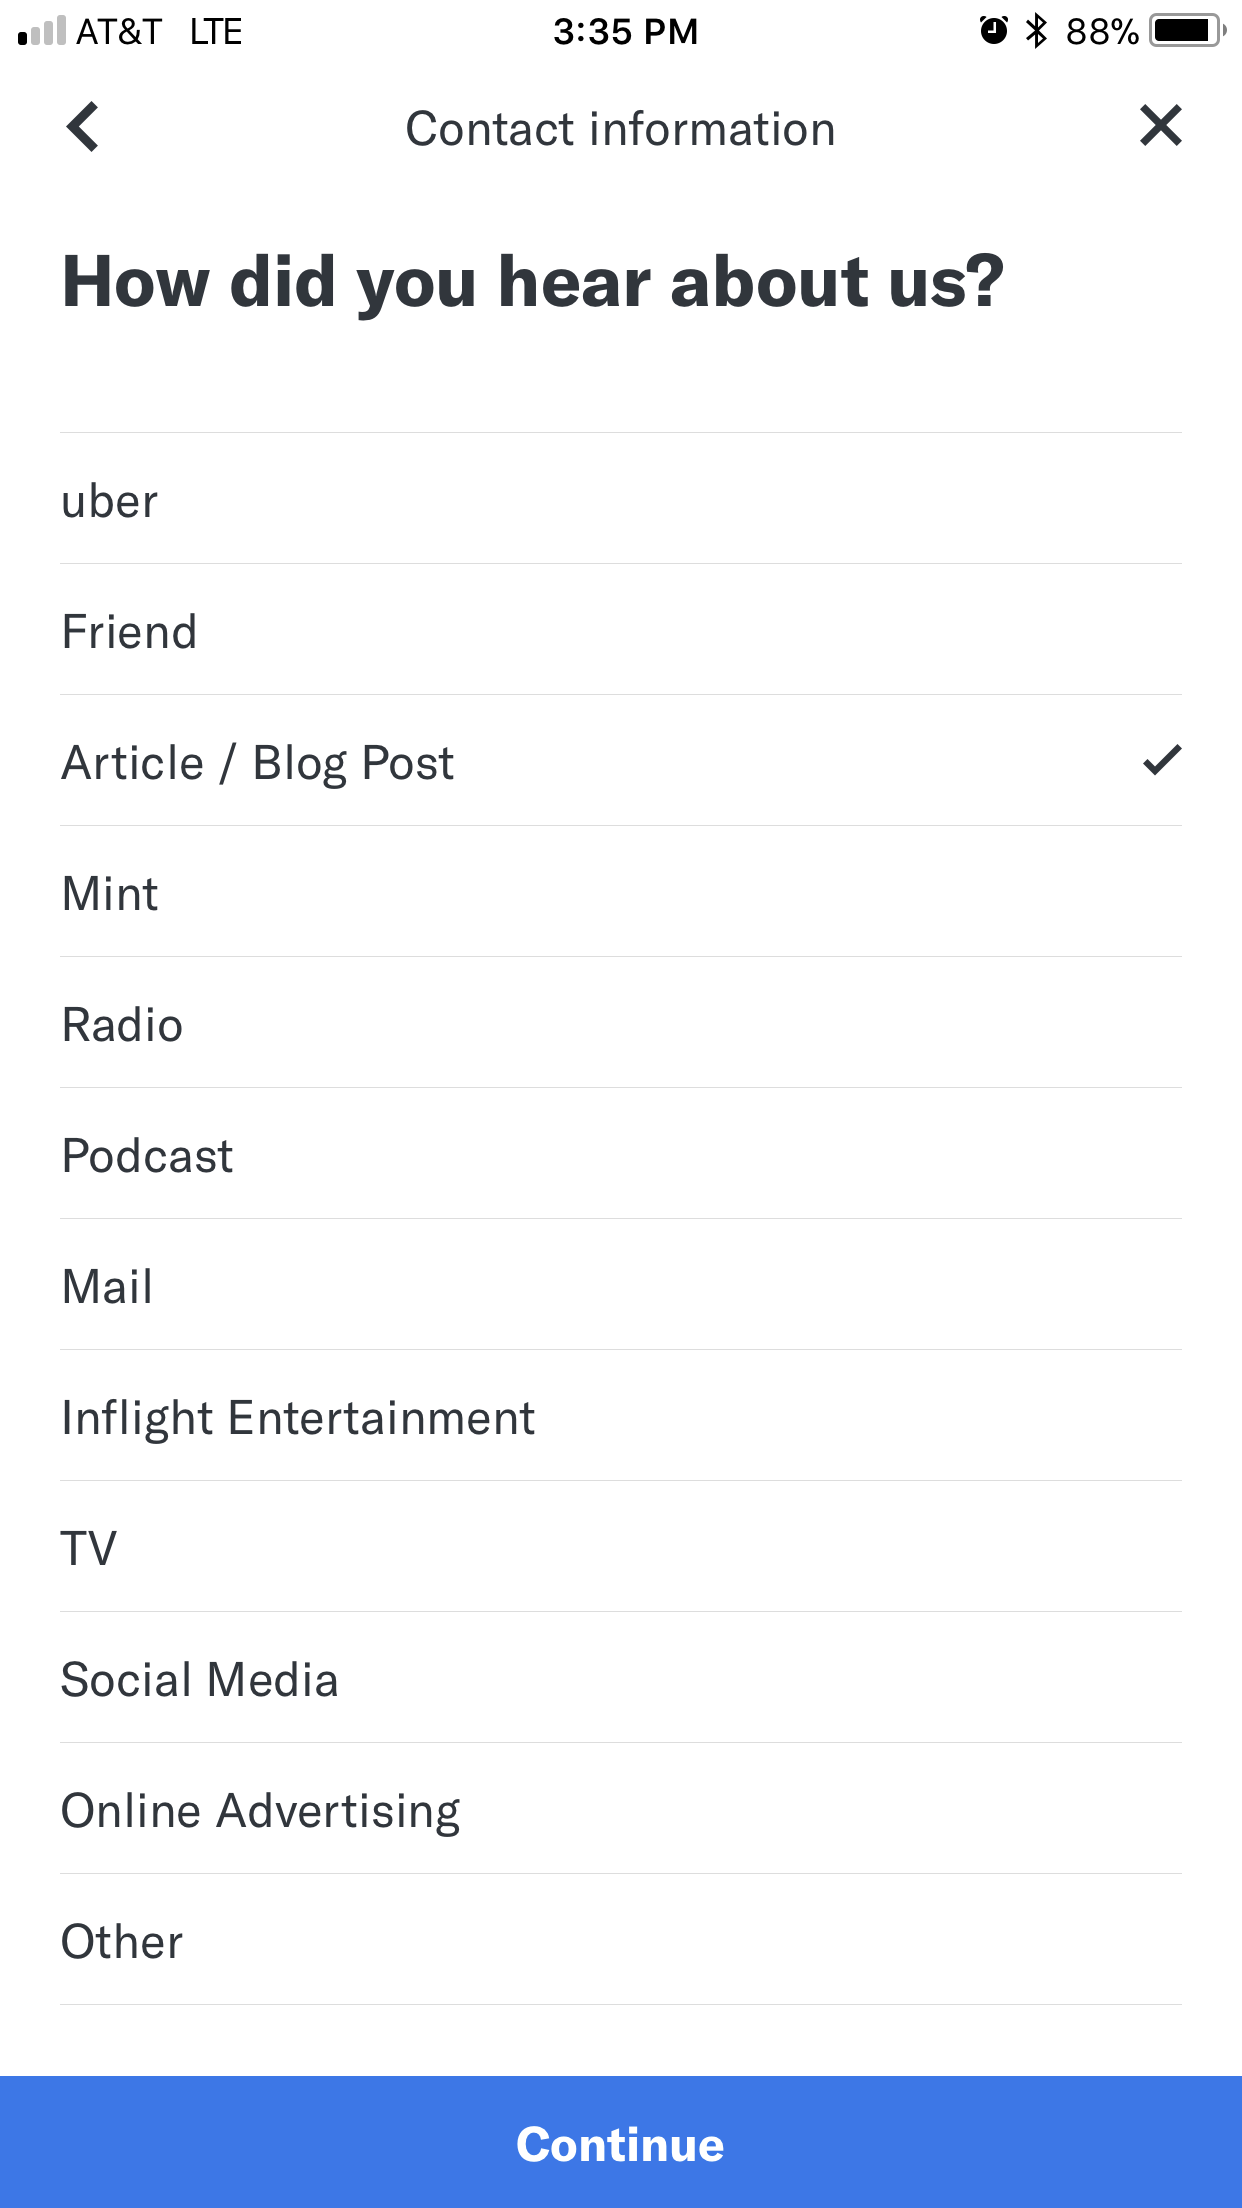 AT&T LTE 3:35 PM 88%
Contact information
How did you hear about us?
uber
Friend
Article / Blog Post
Mint
Radio
Podcast
Mail
Inflight Entertainment
TV
Social Media
Online Advertising
Other
Continue